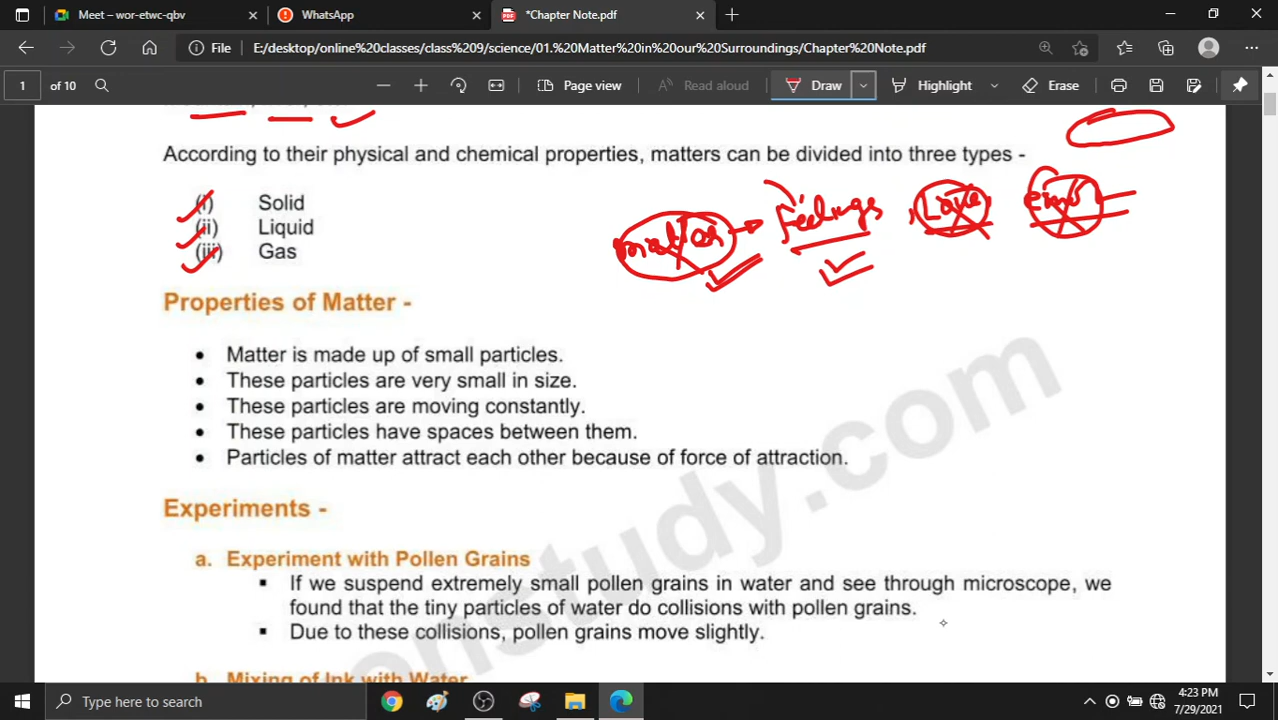 Meet – wor-etwc-qbv
WhatsApp
*Chapter Note.pdf
File E:/desktop/online%20classes/class%209/science/01.%20Matter%20in%20our%20Surroundings/Chapter%20Note.pdf
1 of 10 Page view Read aloud Draw Highlight Erase
According to their physical and chemical properties, matters can be divided into three types -
(i) Solid
(ii) Liquid
(iii) Gas
matter Feelings Love
Properties of Matter -
• Matter is made up of small particles.
• These particles are very small in size.
• These particles are moving constantly.
• These particles have spaces between them.
• Particles of matter attract each other because of force of attraction.
Experiments -
a. Experiment with Pollen Grains
▪ If we suspend extremely small pollen grains in water and see through microscope, we
found that the tiny particles of water do collisions with pollen grains.
▪ Due to these collisions, pollen grains move slightly.
b. Mixing of Ink with Water
onstudy.com
Type here to search
4:23 PM
7/29/2021